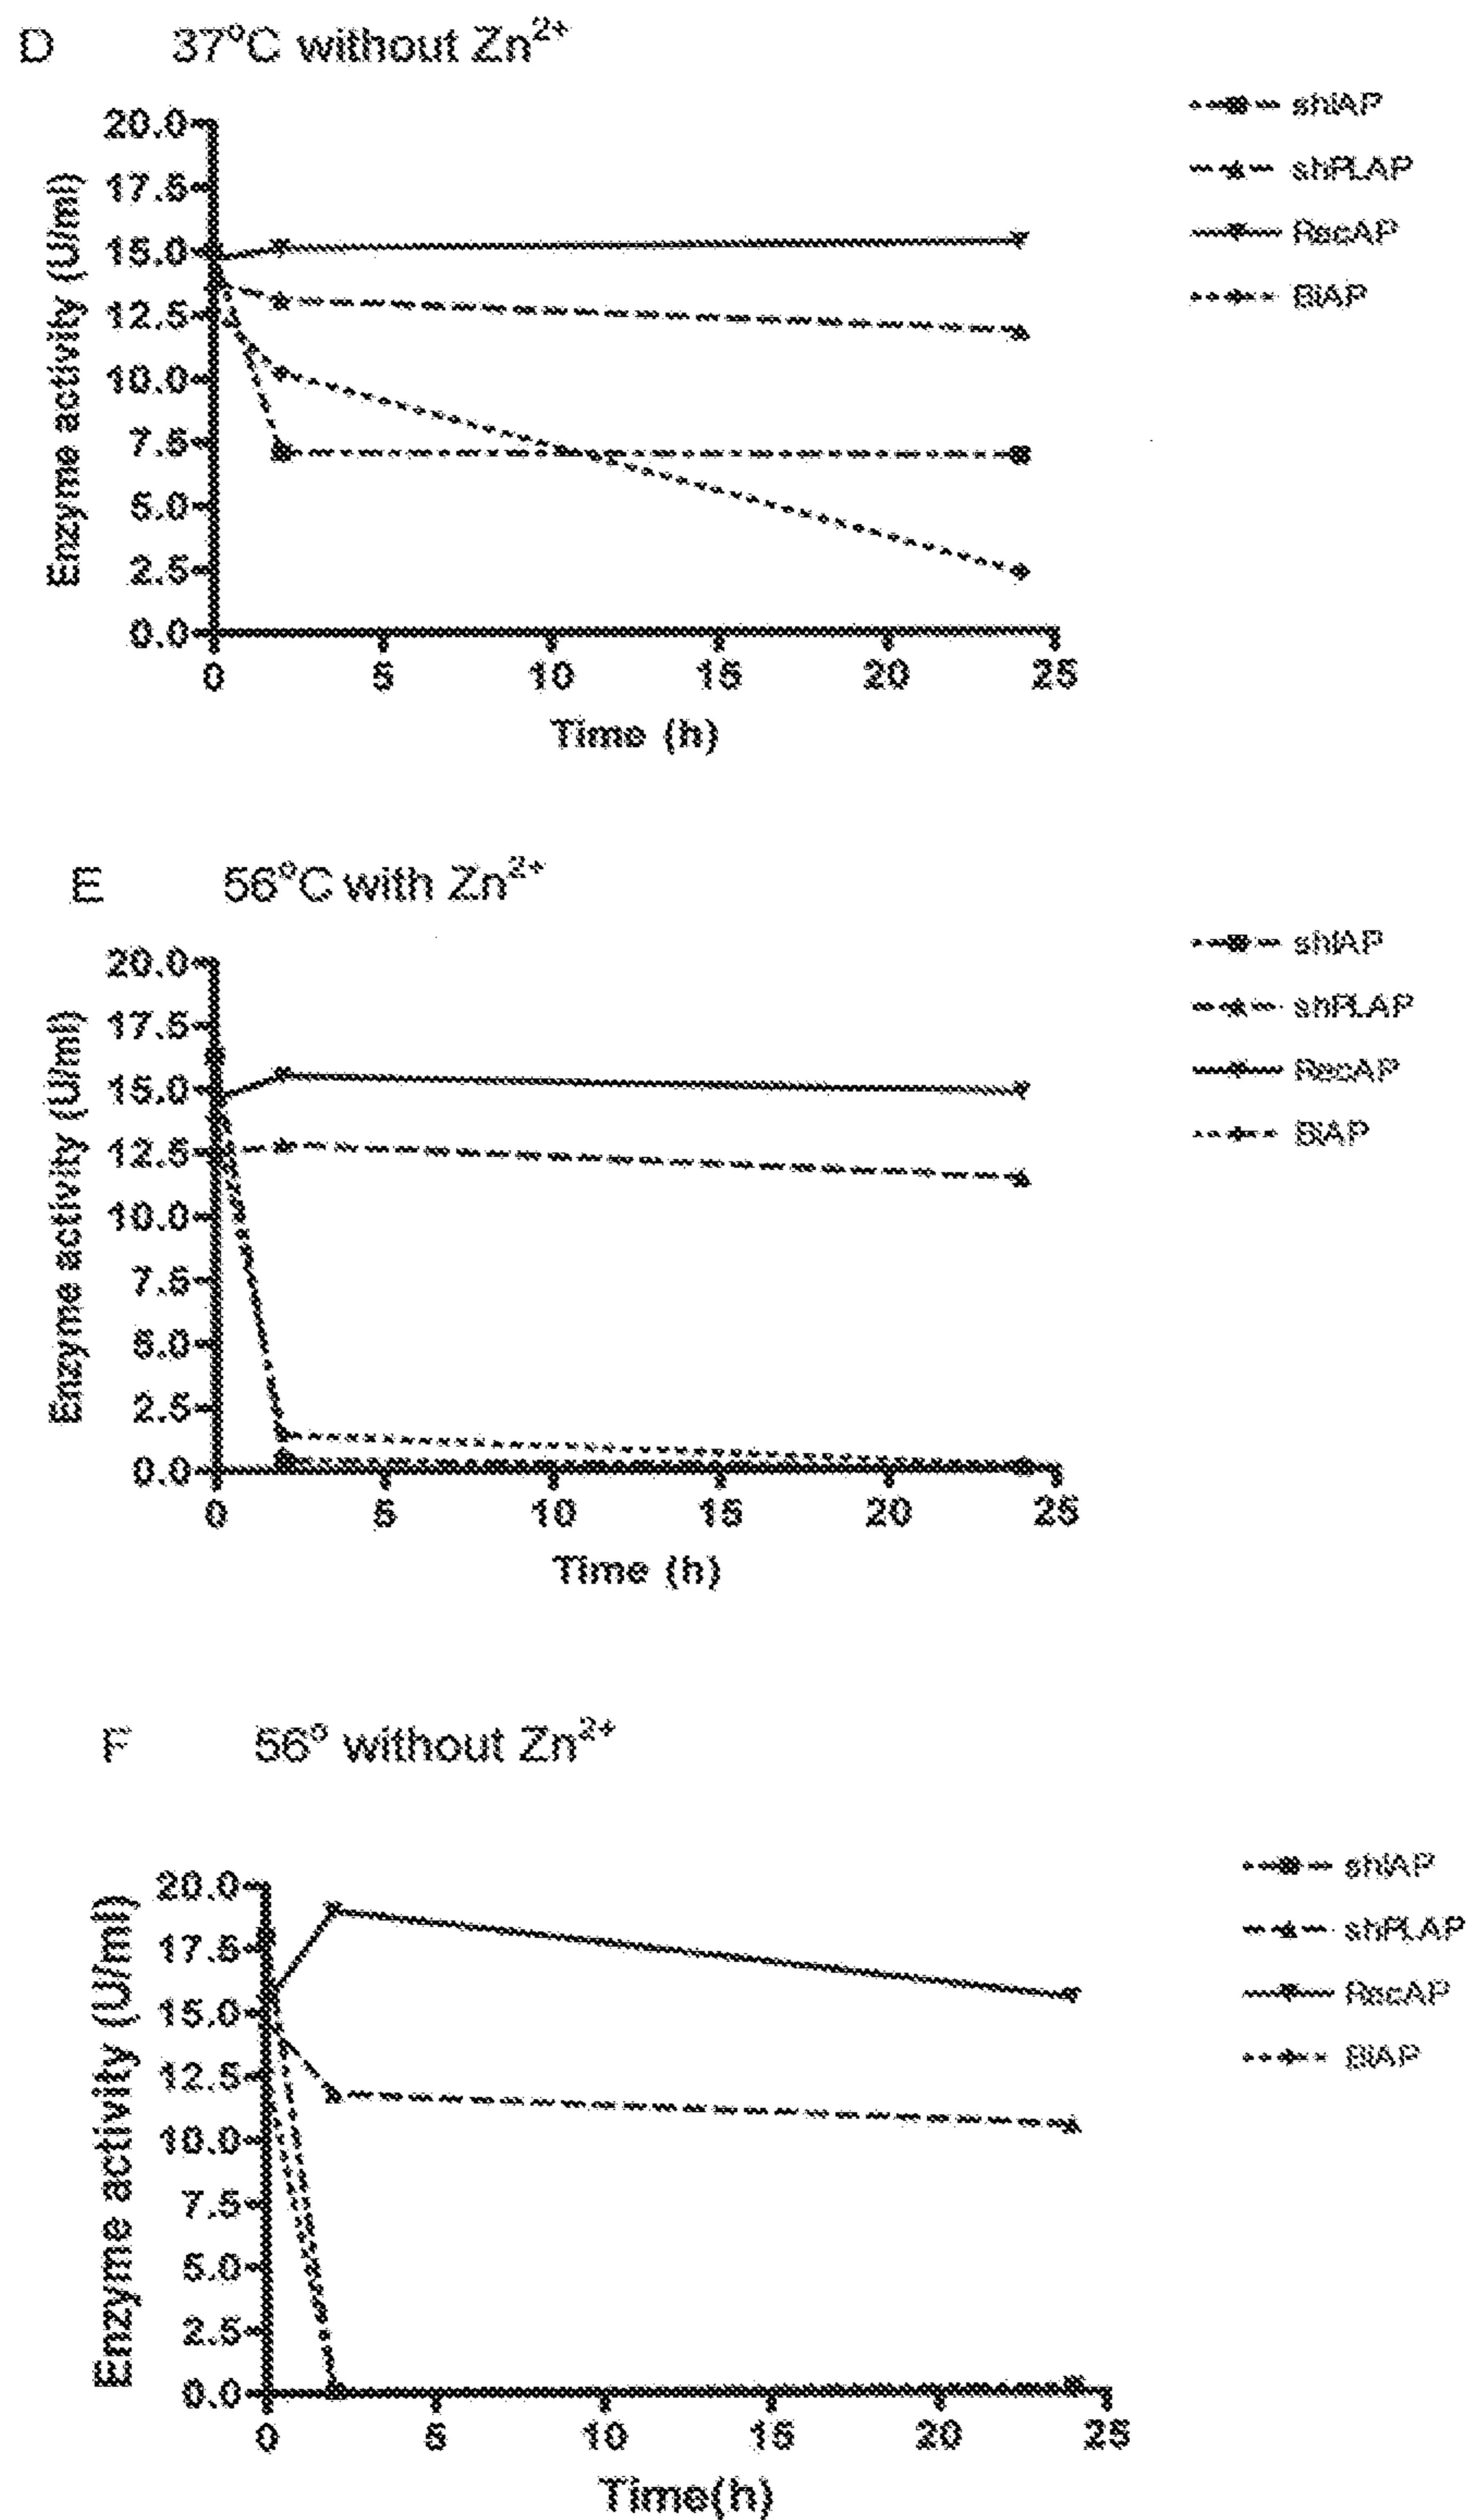 D 37°C without Zn2+
shIAP
shPLAP
RecAP
BIAP
20.0
17.5
15.0
12.5
10.0
7.5
5.0
2.5
0.0
Enzyme activity (U/ml)
0 5 10 15 20 25
Time (h)
E 56°C with Zn2+
shIAP
shPLAP
RecAP
BIAP
20.0
17.5
15.0
12.5
10.0
7.5
5.0
2.5
0.0
Enzyme activity (U/ml)
0 5 10 15 20 25
Time (h)
F 56° without Zn2+
shIAP
shPLAP
RecAP
BIAP
20.0
17.5
15.0
12.5
10.0
7.5
5.0
2.5
0.0
Enzyme activity (U/ml)
0 5 10 15 20 25
Time(h)